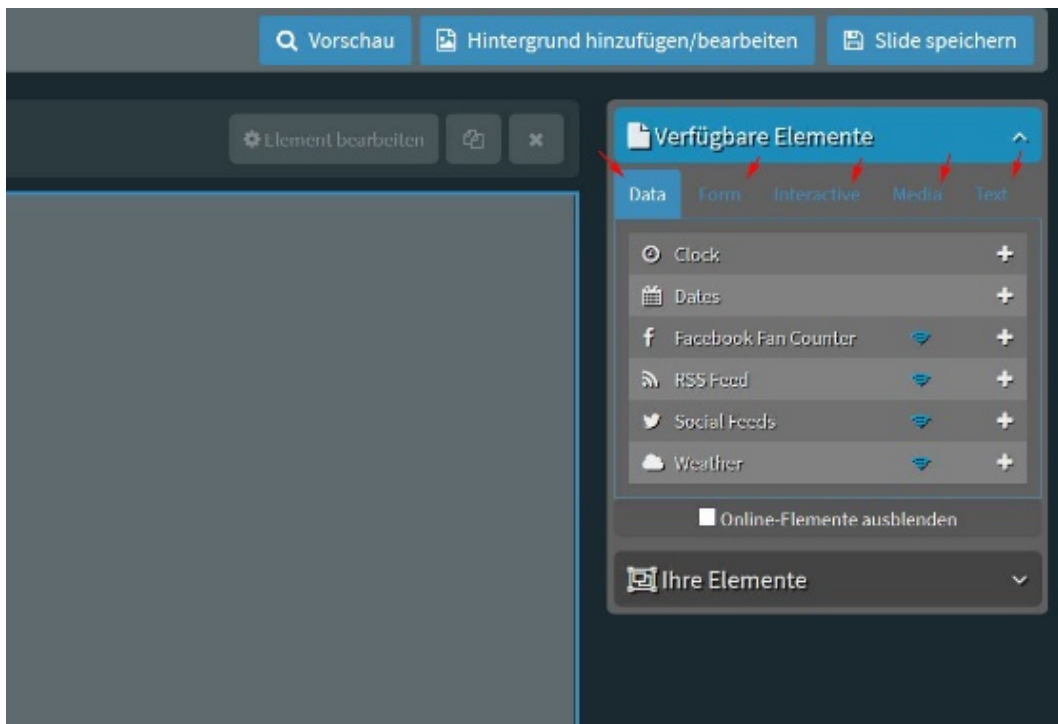 Vorschau
Hintergrund hinzufügen/bearbeiten
Slide speichern
Element bearbeiten
Verfügbare Elemente
Data Form Interactive Media Text
Clock
Dates
Facebook Fan Counter
RSS Feed
Social Feeds
Weather
Online-Elemente ausblenden
Ihre Elemente